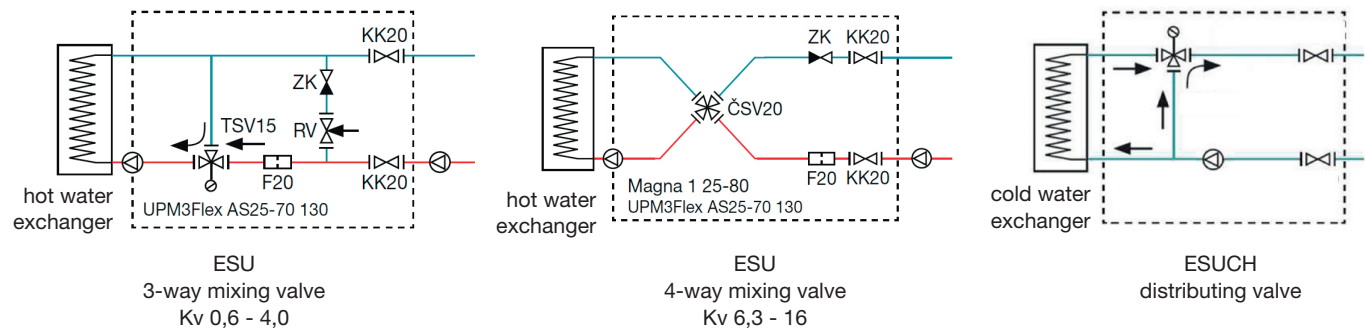 KK20
ZK
TSV15
RV
F20
KK20
hot water
exchanger
UPM3Flex AS25-70 130
ESU
3-way mixing valve
Kv 0,6 - 4,0
ZK
KK20
ČSV20
Magna 1 25-80
F20
KK20
hot water
exchanger
UPM3Flex AS25-70 130
ESU
4-way mixing valve
Kv 6,3 - 16
cold water
exchanger
ESUCH
distributing valve